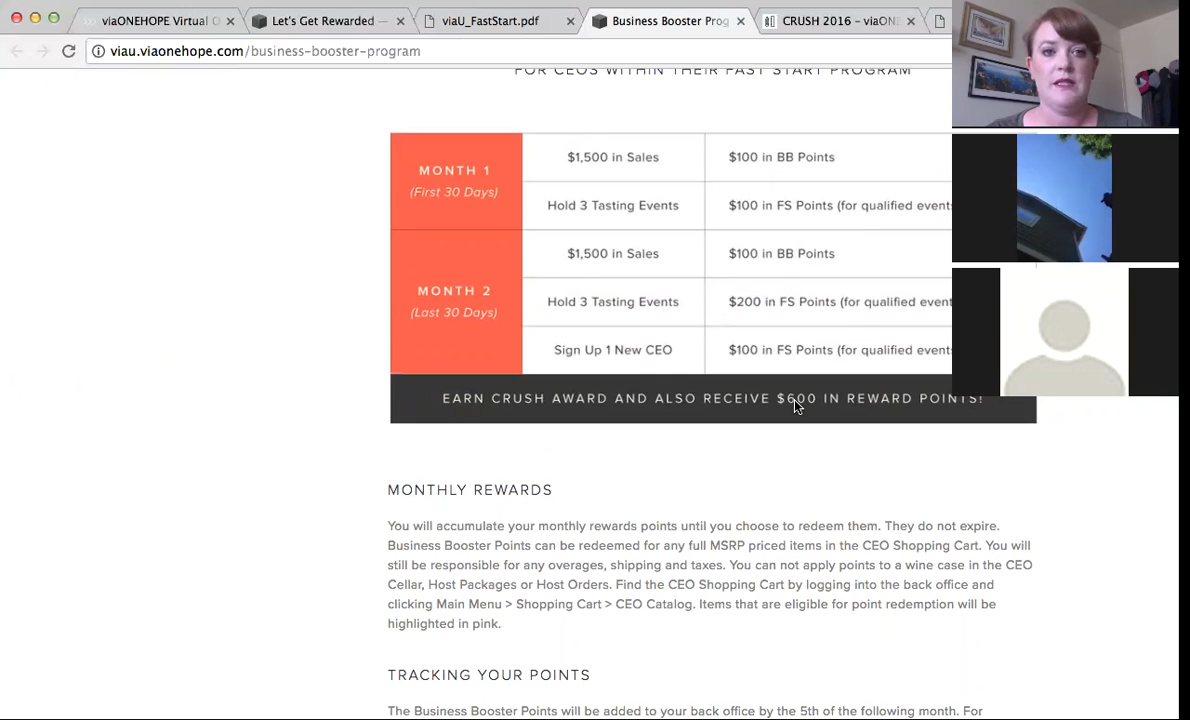 viaONEHOPE Virtual O
Let's Get Rewarded —
viaU_FastStart.pdf
Business Booster Prog
CRUSH 2016 – viaONE
viau.viaonehope.com/business-booster-program
FOR CEOS WITHIN THEIR FAST START PROGRAM
MONTH 1
(First 30 Days)
$1,500 in Sales
$100 in BB Points
Hold 3 Tasting Events
$100 in FS Points (for qualified event
MONTH 2
(Last 30 Days)
$1,500 in Sales
$100 in BB Points
Hold 3 Tasting Events
$200 in FS Points (for qualified event
Sign Up 1 New CEO
$100 in FS Points (for qualified event
EARN CRUSH AWARD AND ALSO RECEIVE $600 IN REWARD POINTS!
MONTHLY REWARDS
You will accumulate your monthly rewards points until you choose to redeem them. They do not expire.
Business Booster Points can be redeemed for any full MSRP priced items in the CEO Shopping Cart. You will
still be responsible for any overages, shipping and taxes. You can not apply points to a wine case in the CEO
Cellar, Host Packages or Host Orders. Find the CEO Shopping Cart by logging into the back office and
clicking Main Menu > Shopping Cart > CEO Catalog. Items that are eligible for point redemption will be
highlighted in pink.
TRACKING YOUR POINTS
The Business Booster Points will be added to your back office by the 5th of the following month. For